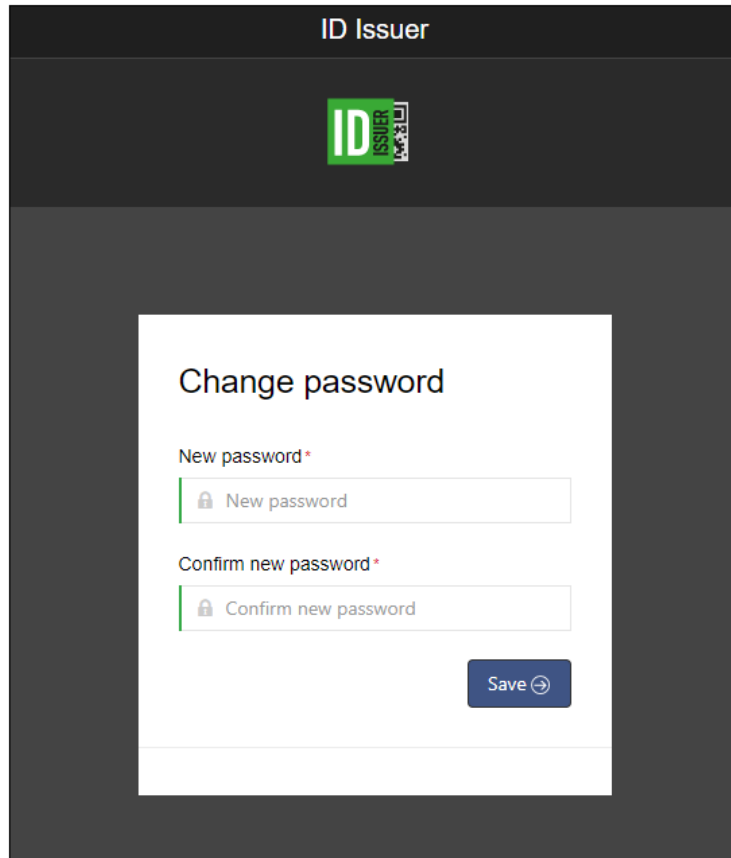 ID Issuer
ID
ISSUER
Change password
New password*
New password
Confirm new password*
Confirm new password
Save